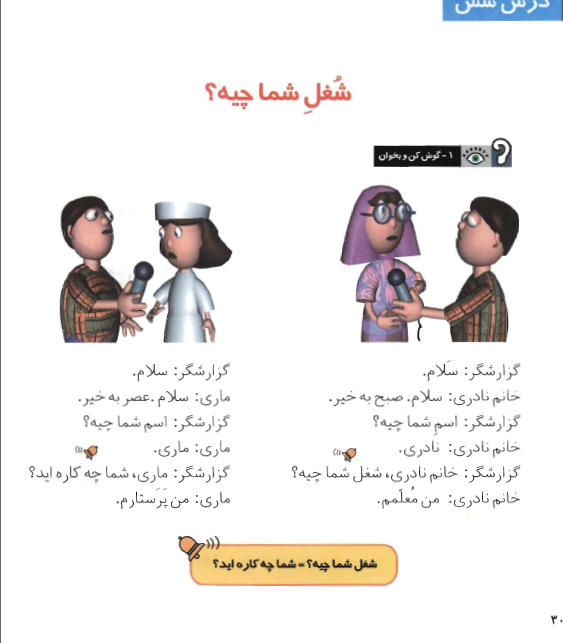 درس شش
شُغلِ شما چیه؟
۱- گوش کن و بخوان
گزارشگر: سَلام.
خانم نادری: سلام. صبح به خیر.
گزارشگر: اسمِ شما چیه؟
خانم نادری: نادری.
گزارشگر: خانم نادری، شغل شما چیه؟
خانم نادری: من مُعلّمم.
گزارشگر: سلام.
ماری: سلام .عصر به خیر.
گزارشگر: اسم شما چیه؟
ماری: ماری.
گزارشگر: ماری، شما چه کاره اید؟
ماری: من پَرَستارم.
شغل شما چیه؟ = شما چه کاره اید؟
۳۰